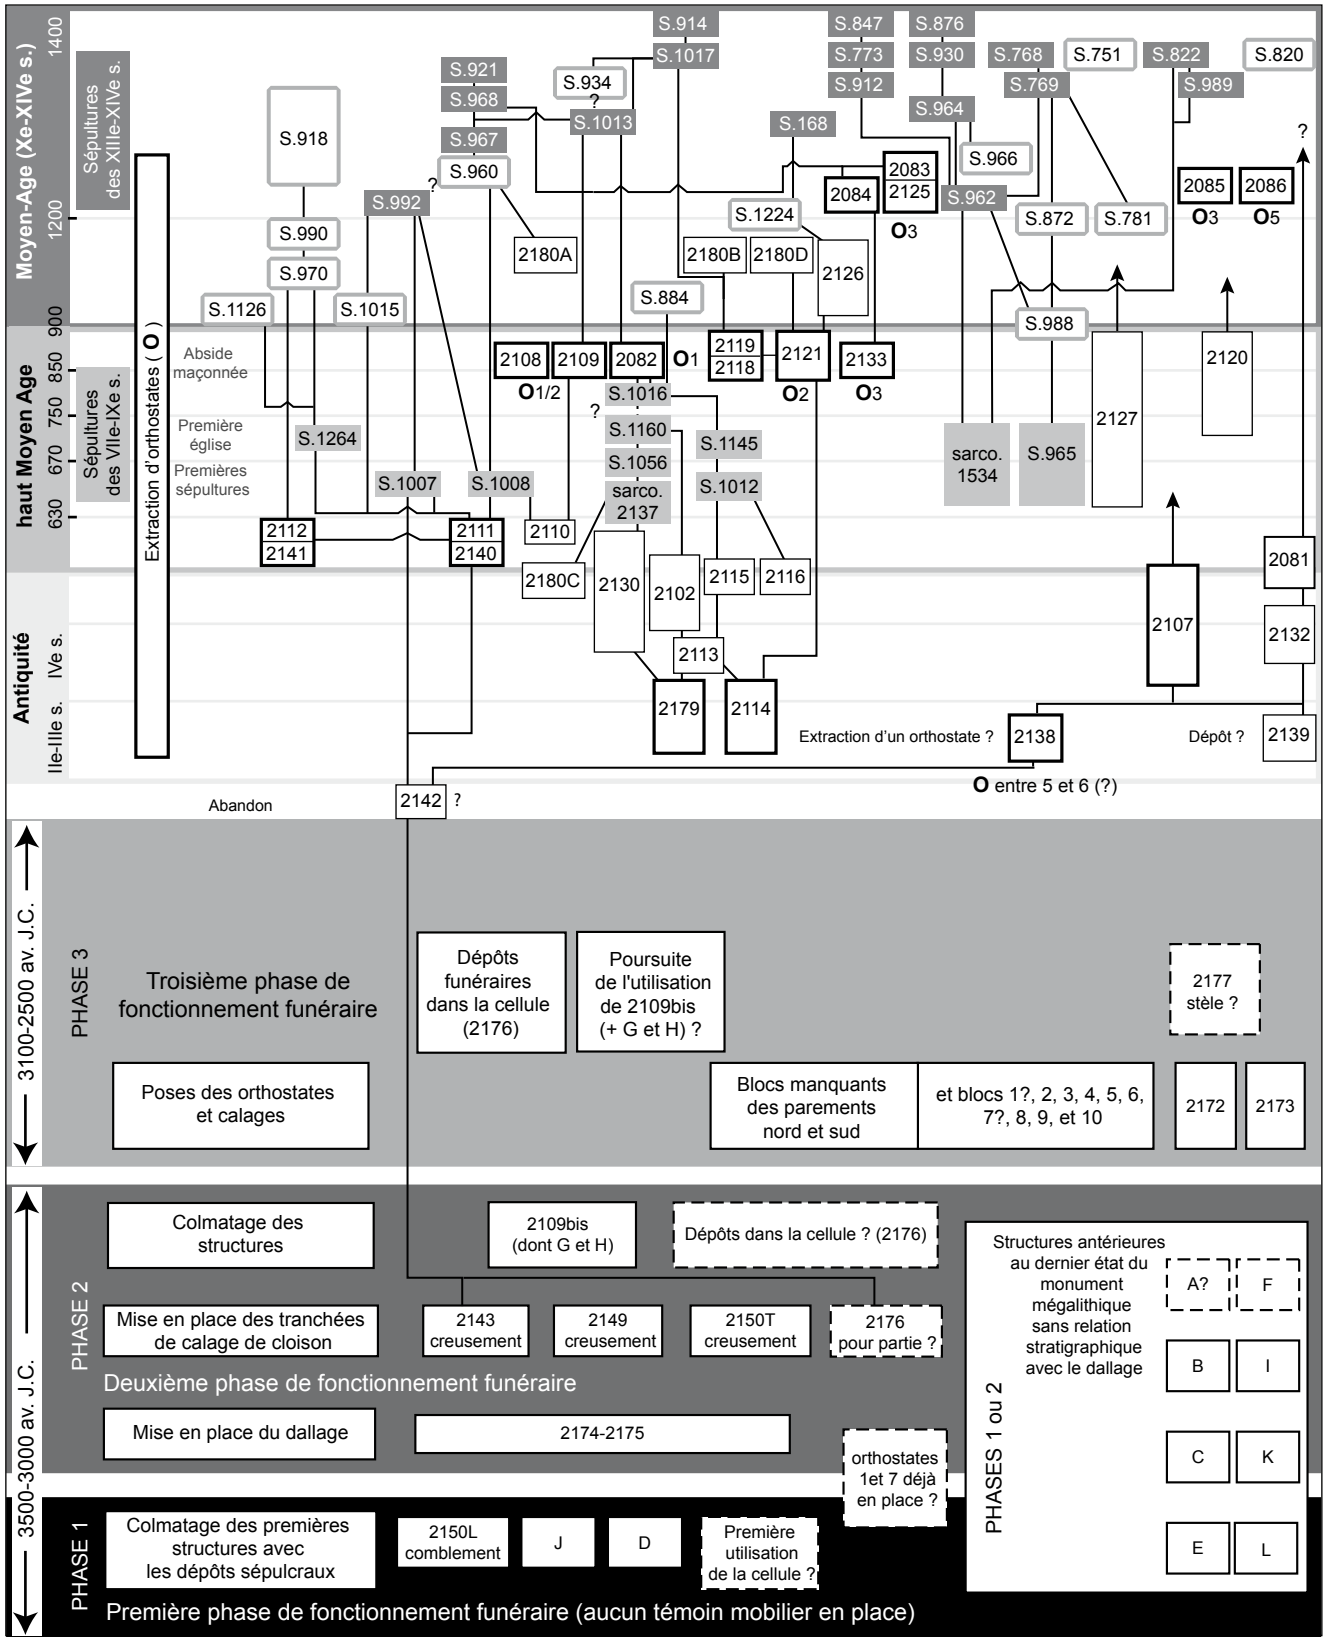 1400
S.914
S.847
S.876
S.1017
S.773
S.930
S.768
S.751
S.822
S.820
S.921
S.934
S.912
S.769
S.989
S.968
?
S.1013
S.964
S.168
?
S.967
S.918
S.960
S.966
Moyen-Age (Xe-XIVe s.)
Sépultures
des XIIIe-XIVe s.
?
S.992
2083
2125
2084
S.962
2085
2086
O3
O5
1200
S.1224
O3
S.872
S.781
S.990
2180A
2180B
2180D
2126
S.970
S.884
S.1126
S.1015
900
S.988
Extraction d'orthostates ( O )
haut Moyen Age
Sépultures
des VIIe-IXe s.
850
750
670
630
Abside
maçonnée
2108
2109
2082
O1
2119
2118
2121
2133
2120
O1/2
O2
O3
S.1016
?
2127
Première
église
S.1264
S.1160
S.1145
S.1056
sarco.
1534
S.965
Premières
sépultures
S.1007
S.1008
sarco.
2137
S.1012
2112
2141
2111
2140
2110
2081
2180C
2130
2102
2115
2116
Antiquité
IVe s.
IIe-IIIe s.
2107
2132
2113
2179
2114
Extraction d'un orthostate ?
2138
Dépôt ?
2139
O entre 5 et 6 (?)
Abandon
2142
?
3100-2500 av. J.C.
PHASE 3
Troisième phase de
fonctionnement funéraire
Dépôts
funéraires
dans la cellule
(2176)
Poursuite
de l'utilisation
de 2109bis
(+ G et H) ?
2177
stèle ?
Poses des orthostates
et calages
Blocs manquants
des parements
nord et sud
et blocs 1?, 2, 3, 4, 5, 6,
7?, 8, 9, et 10
2172
2173
3500-3000 av. J.C.
PHASE 2
Colmatage des
structures
2109bis
(dont G et H)
Dépôts dans la cellule ? (2176)
Mise en place des tranchées
de calage de cloison
2143
creusement
2149
creusement
2150T
creusement
2176
pour partie ?
Deuxième phase de fonctionnement funéraire
Mise en place du dallage
2174-2175
orthostates
1et 7 déjà
en place ?
PHASES 1 ou 2
Structures antérieures
au dernier état du
monument
mégalithique
sans relation
stratigraphique
avec le dallage
A?
F
B
I
C
K
E
L
PHASE 1
Colmatage des premières
structures avec
les dépôts sépulcraux
2150L
comblement
J
D
Première
utilisation
de la cellule ?
Première phase de fonctionnement funéraire (aucun témoin mobilier en place)